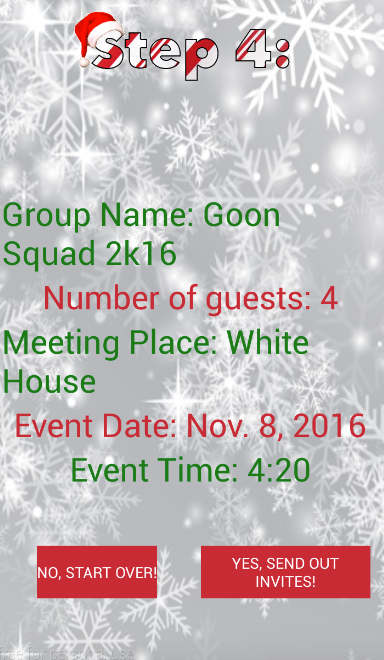 Step 4:
Group Name: Goon
Squad 2k16
Number of guests: 4
Meeting Place: White
House
Event Date: Nov. 8, 2016
Event Time: 4:20
NO, START OVER!
YES, SEND OUT
INVITES!